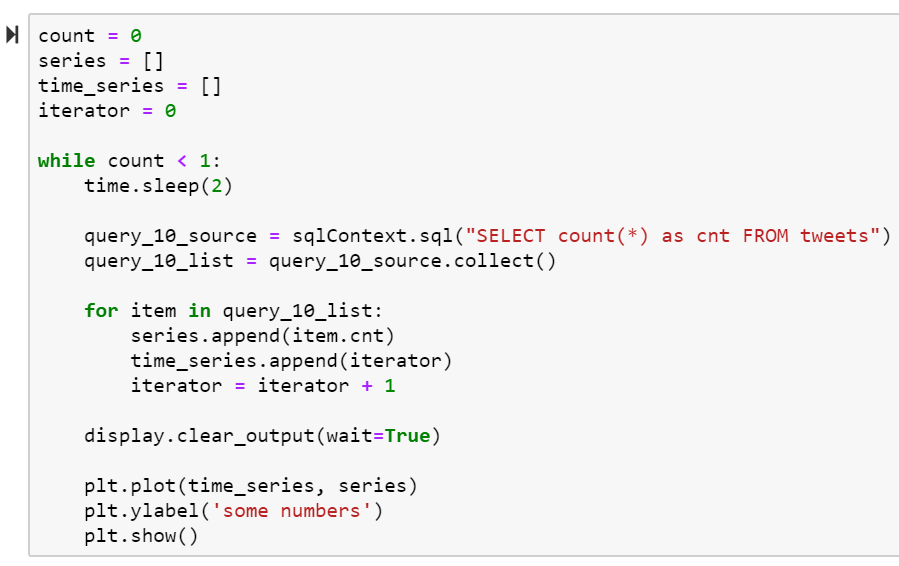 count = 0
series = []
time_series = []
iterator = 0
while count < 1:
    time.sleep(2)
    query_10_source = sqlContext.sql("SELECT count(*) as cnt FROM tweets")
    query_10_list = query_10_source.collect()
    for item in query_10_list:
        series.append(item.cnt)
        time_series.append(iterator)
        iterator = iterator + 1
    display.clear_output(wait=True)
    plt.plot(time_series, series)
    plt.ylabel('some numbers')
    plt.show()